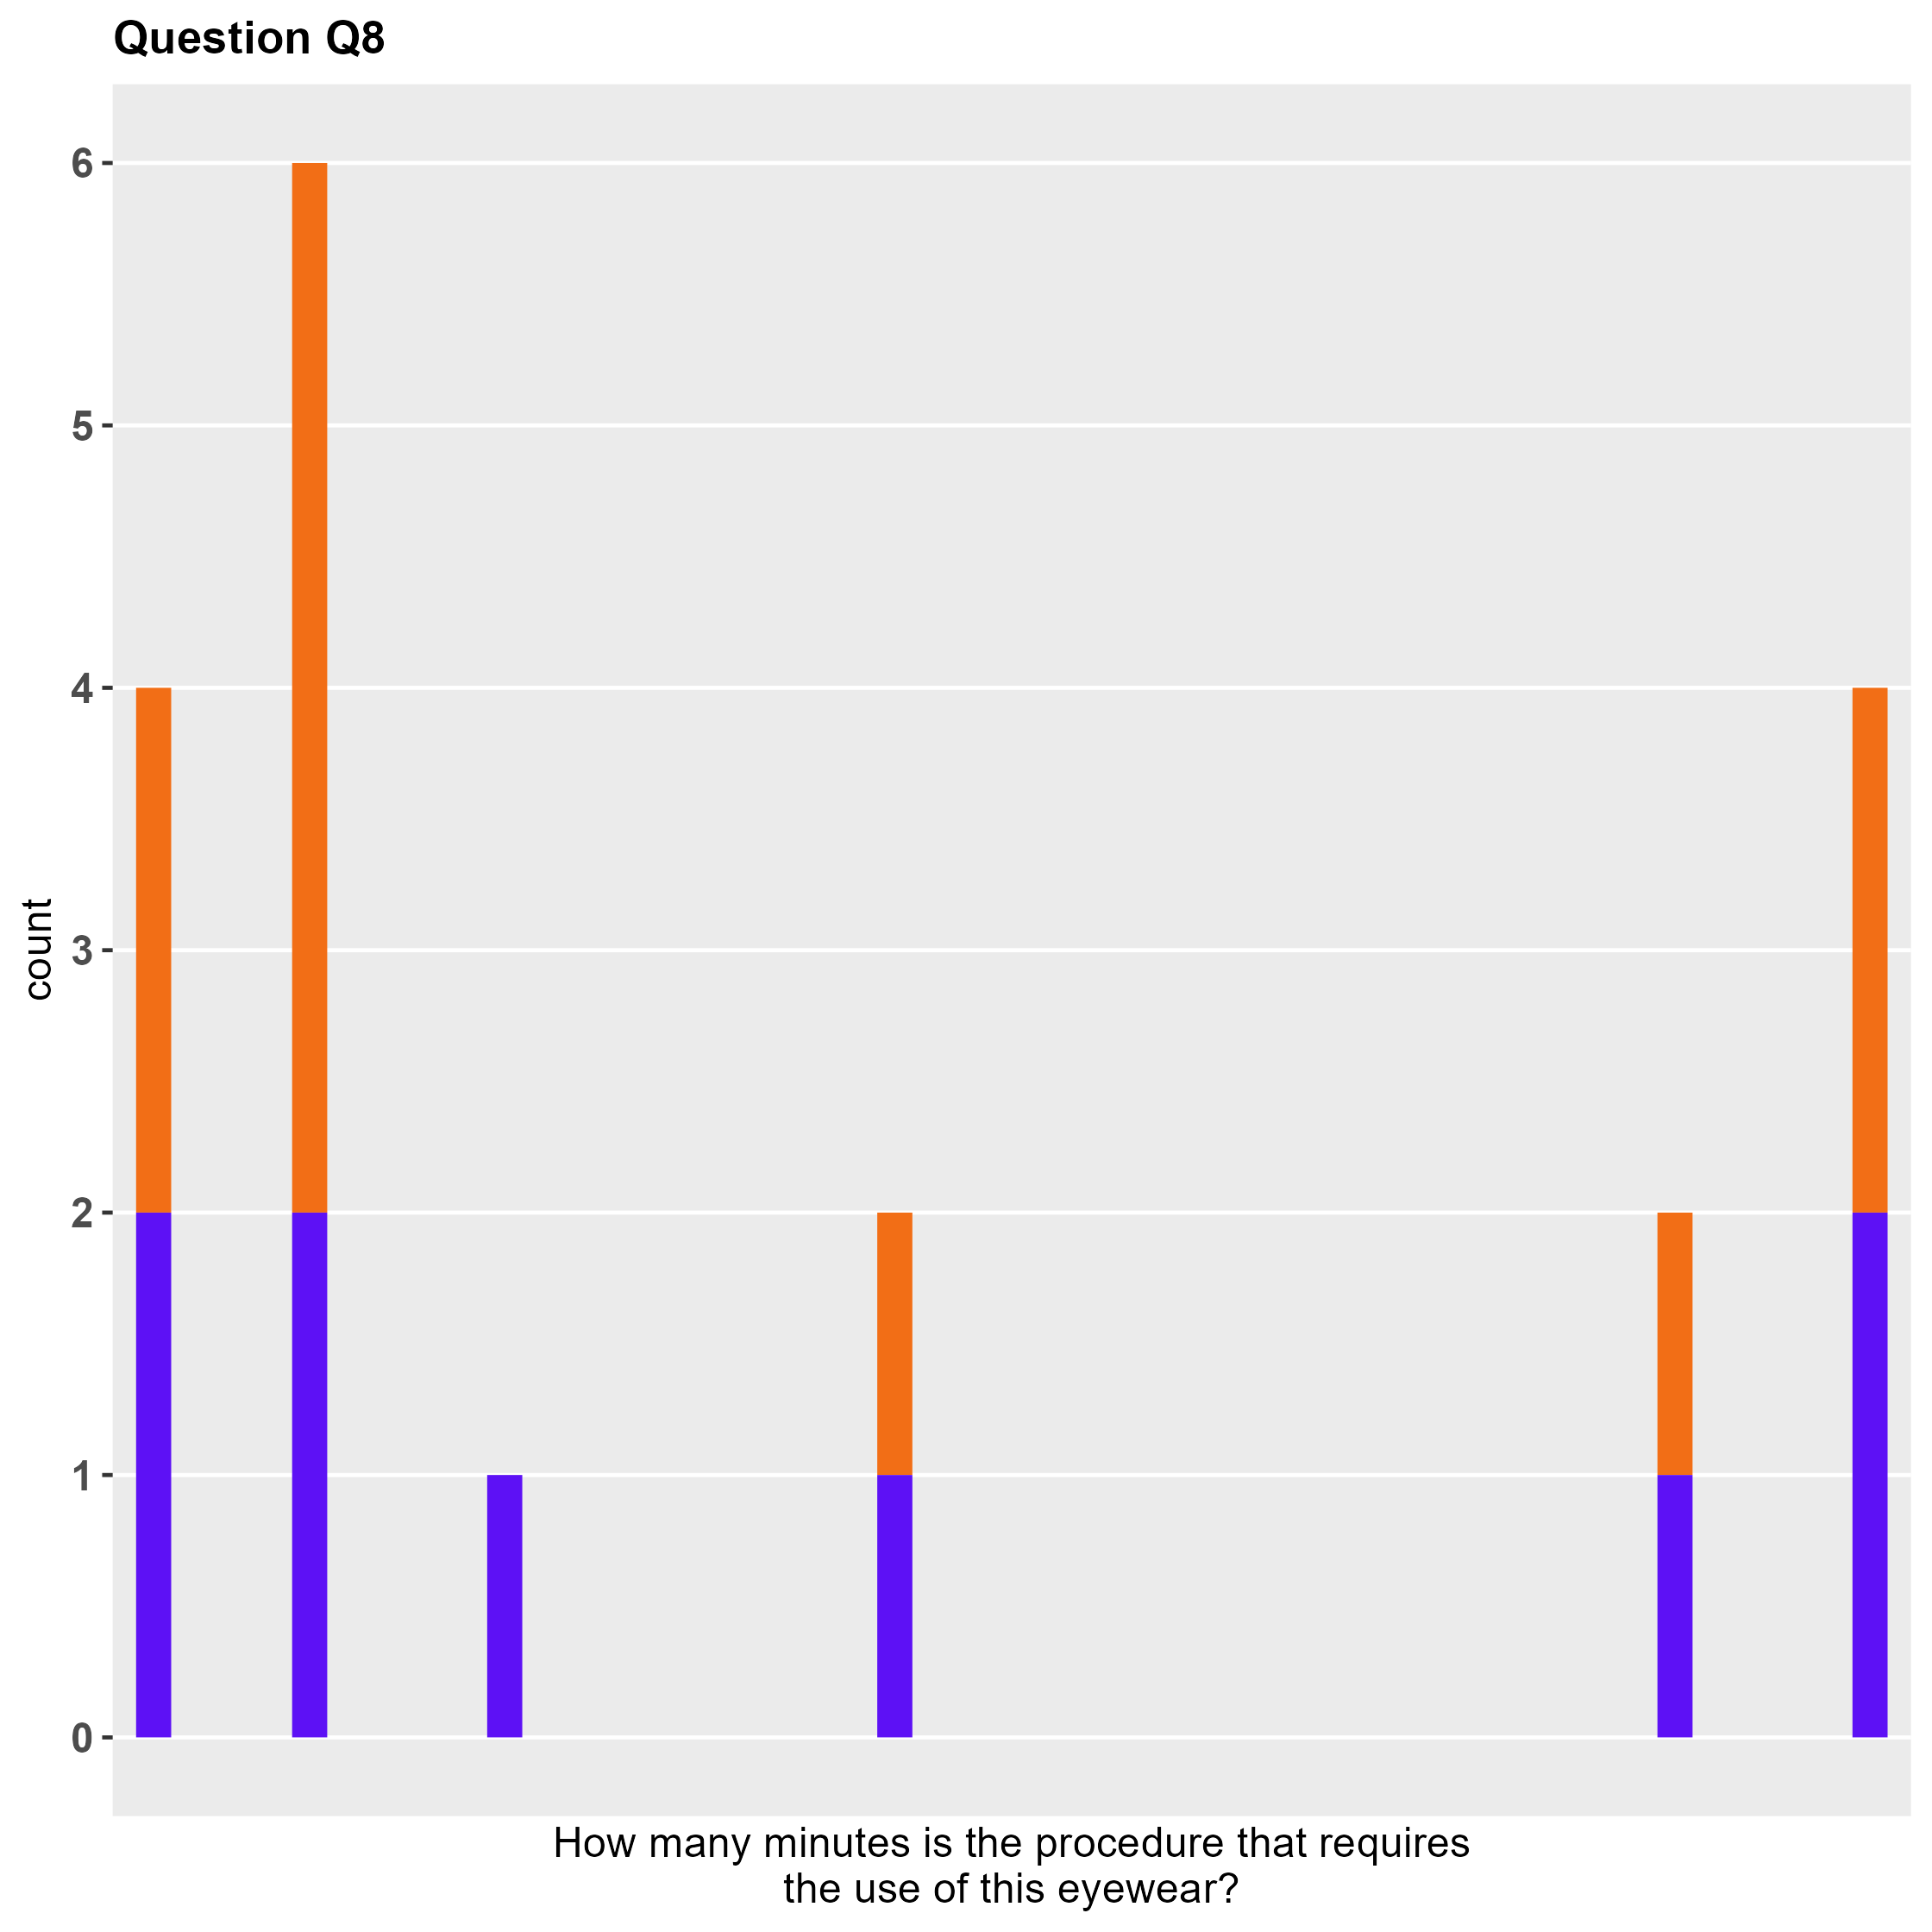 Question Q8
6
5
4
3
2
1
0
count
How many minutes is the procedure that requires
the use of this eyewear?